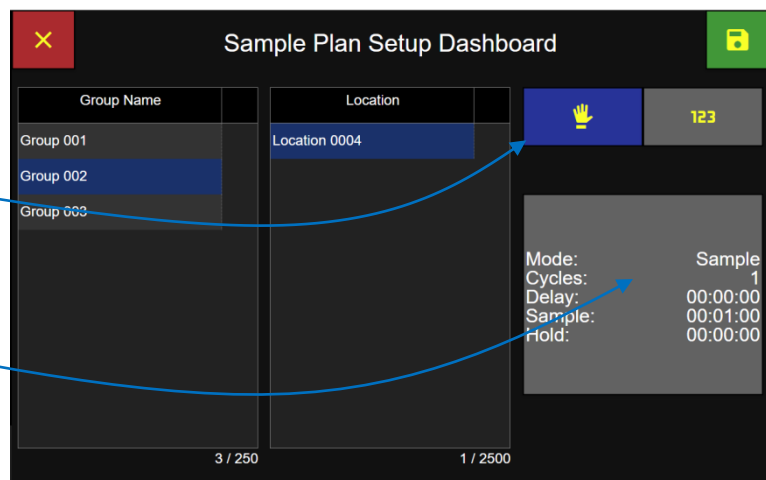 Sample Plan Setup Dashboard
Group Name
Group 001
Group 002
Group 003
3 / 250
Location
Location 0004
1 / 2500
123
Mode: Sample
Cycles: 1
Delay: 00:00:00
Sample: 00:01:00
Hold: 00:00:00